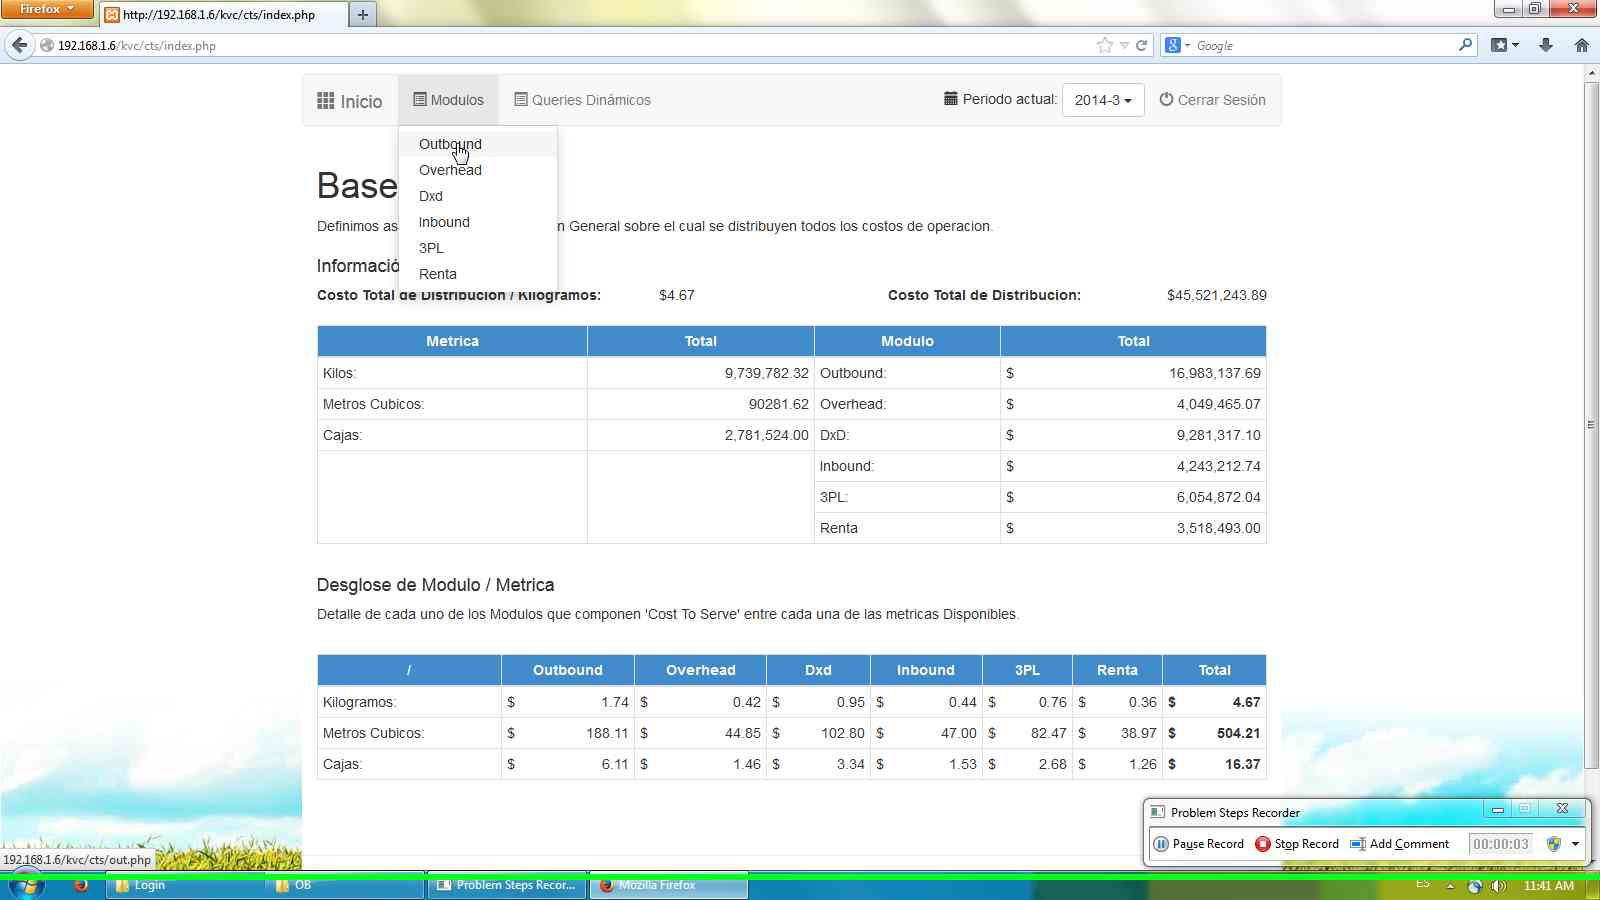 Firefox
http://192.168.1.6/kvc/cts/index.php
192.168.1.6/kvc/cts/index.php
Google
Inicio
Modulos
Queries Dinámicos
Periodo actual:
2014-3
Cerrar Sesión
Outbound
Overhead
Dxd
Inbound
3PL
Renta
Base
Definimos as n General sobre el cual se distribuyen todos los costos de operacion.
Informació
Costo Total de Distribucion / Kilogramos: $4.67 Costo Total de Distribucion: $45,521,243.89
Metrica Total Modulo Total
Kilos: 9,739,782.32 Outbound: $ 16,983,137.69
Metros Cubicos: 90281.62 Overhead: $ 4,049,465.07
Cajas: 2,781,524.00 DxD: $ 9,281,317.10
Inbound: $ 4,243,212.74
3PL: $ 6,054,872.04
Renta $ 3,518,493.00
Desglose de Modulo / Metrica
Detalle de cada uno de los Modulos que componen 'Cost To Serve' entre cada una de las metricas Disponibles.
/ Outbound Overhead Dxd Inbound 3PL Renta Total
Kilogramos: $ 1.74 $ 0.42 $ 0.95 $ 0.44 $ 0.76 $ 0.36 $ 4.67
Metros Cubicos: $ 188.11 $ 44.85 $ 102.80 $ 47.00 $ 82.47 $ 38.97 $ 504.21
Cajas: $ 6.11 $ 1.46 $ 3.34 $ 1.53 $ 2.68 $ 1.26 $ 16.37
Problem Steps Recorder
Pause Record
Stop Record
Add Comment
00:00:03
192.168.1.6/kvc/cts/out.php
Login
OB
Problem Steps Recor...
Mozilla Firefox
ES
11:41 AM